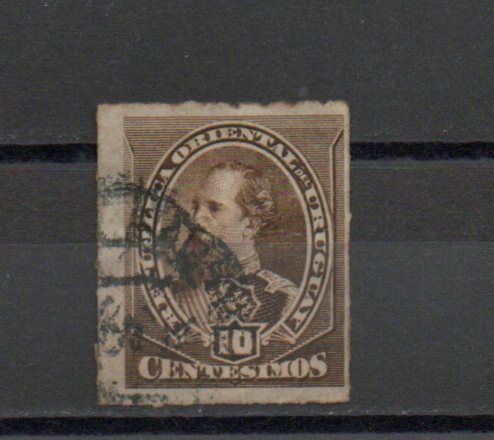 REPUBLICA ORIENTAL DEL URUGUAY
10
CENTESIMOS